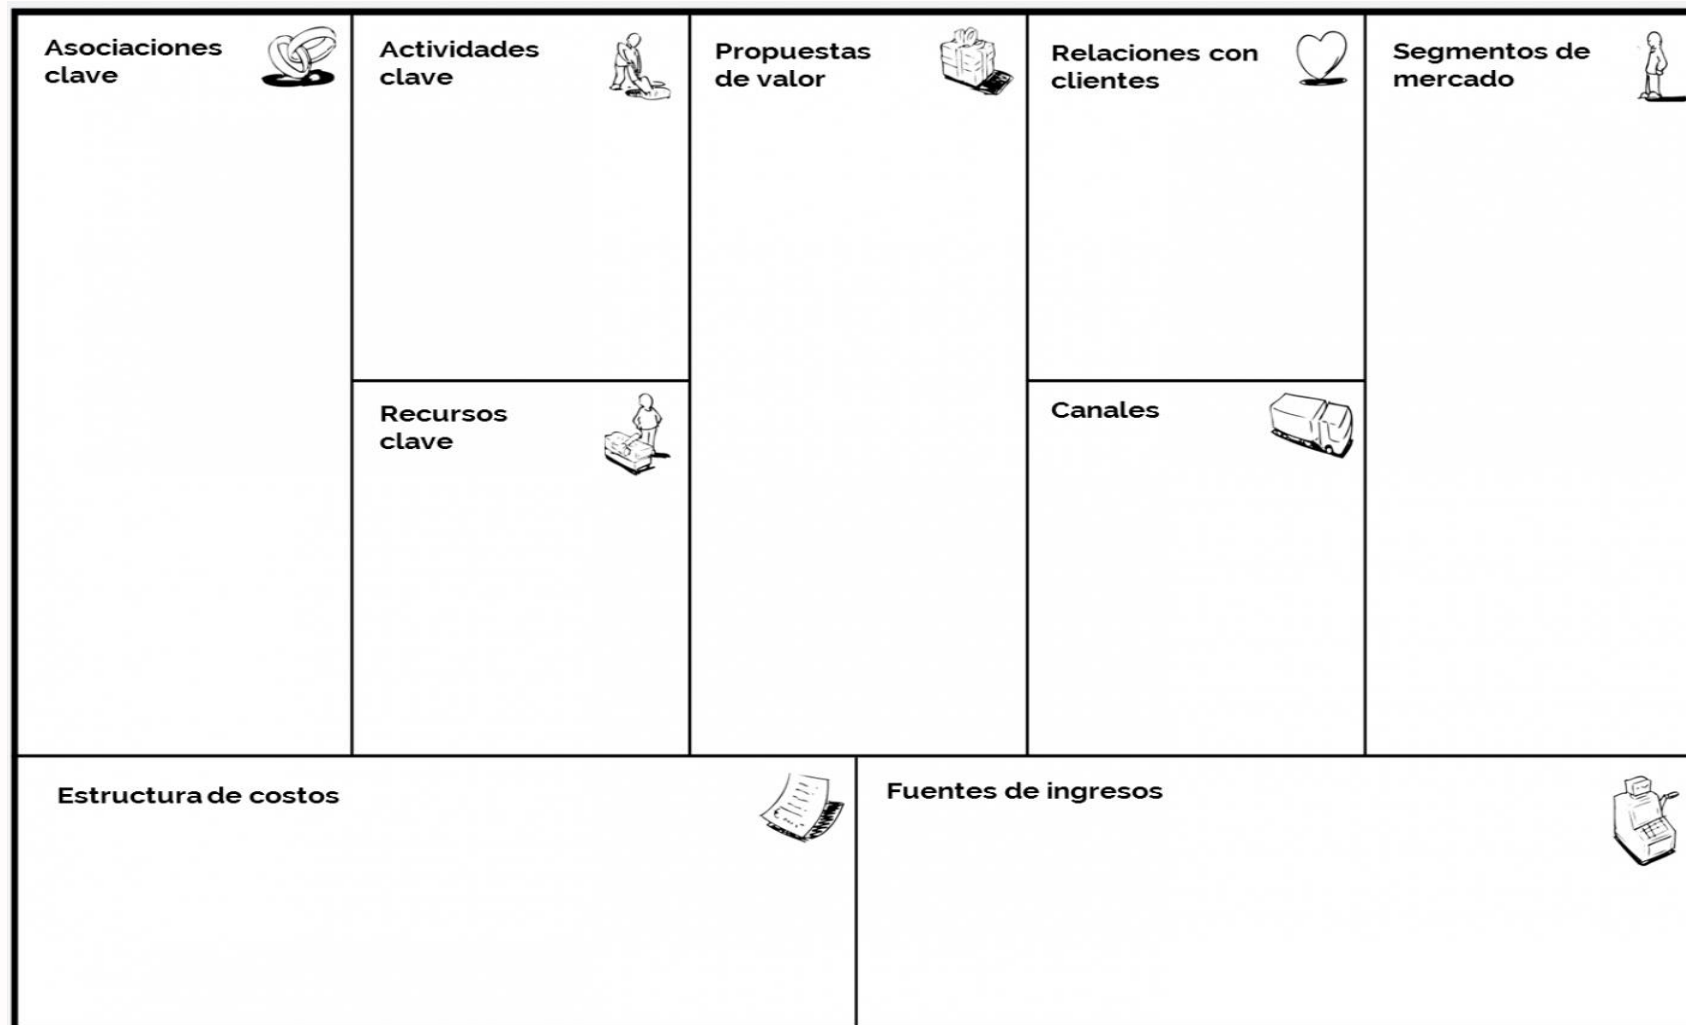 Asociaciones
clave
Actividades
clave
Propuestas
de valor
Relaciones con
clientes
Segmentos de
mercado
Recursos
clave
Canales
Estructura de costos
Fuentes de ingresos